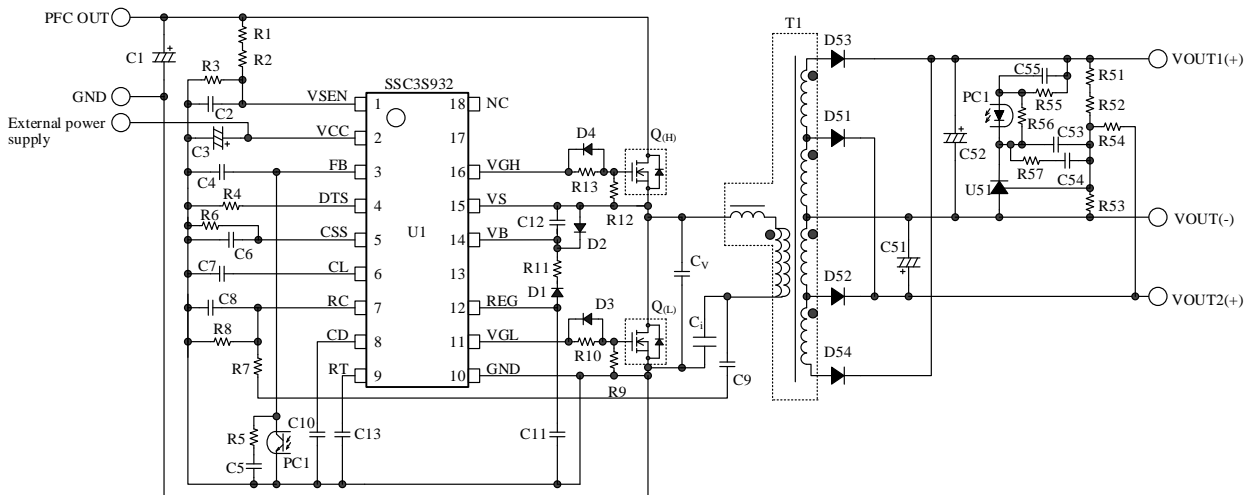 PFC OUT
T1
R1
D53
C1
R2
VOUT1(+)
R3
C55
R51
SSC3S932
PC1
R55
GND
C2
VSEN
1
18
NC
R52
External power
supply
D4
Q(H)
D51
R56
C53
C3
VCC
2
17
C52
R54
C4
FB
3
16
VGH
R13
R57
C54
R4
DTS
4
15
VS
R12
U51
R6
C12
R53
CSS
5
U1
14
VB
D2
VOUT(-)
C6
C51
C7
CL
6
13
R11
CV
D1
D52
C8
RC
7
12
REG
D3
VOUT2(+)
R8
Q(L)
Ci
CD
8
11
VGL
R10
D54
R7
RT
9
10
GND
C9
R9
R5
C10
C13
C11
C5
PC1